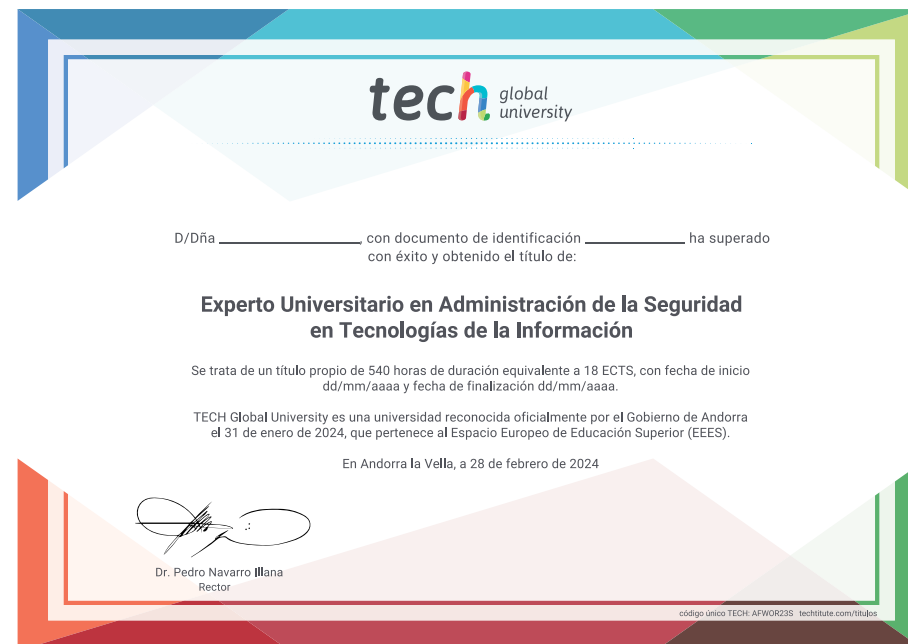 tech global
university
D/Dña ____________________, con documento de identificación ______________ ha superado
con éxito y obtenido el título de:
Experto Universitario en Administración de la Seguridad
en Tecnologías de la Información
Se trata de un título propio de 540 horas de duración equivalente a 18 ECTS, con fecha de inicio
dd/mm/aaaa y fecha de finalización dd/mm/aaaa.
TECH Global University es una universidad reconocida oficialmente por el Gobierno de Andorra
el 31 de enero de 2024, que pertenece al Espacio Europeo de Educación Superior (EEES).
En Andorra la Vella, a 28 de febrero de 2024
Dr. Pedro Navarro Illana
Rector
código único TECH: AFWOR23S techtitute.com/titulos